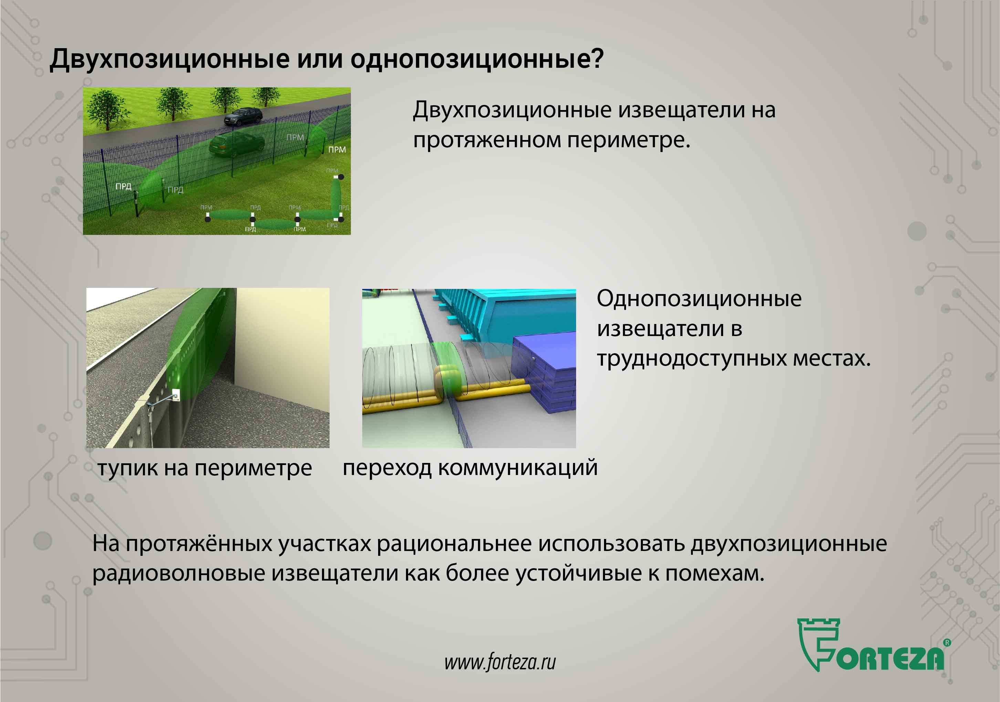 Двухпозиционные или однопозиционные?
Двухпозиционные извещатели на
протяженном периметре.
ПРМ
ПРМ
ПРД
ПРД
ПРМ
ПРМ
ПРД
ПРМ
ПРД
ПРД
ПРМ
ПРД
Однопозиционные
извещатели в
труднодоступных местах.
тупик на периметре
переход коммуникаций
На протяжённых участках рациональнее использовать двухпозиционные
радиоволновые извещатели как более устойчивые к помехам.
www.forteza.ru
FORTEZA®